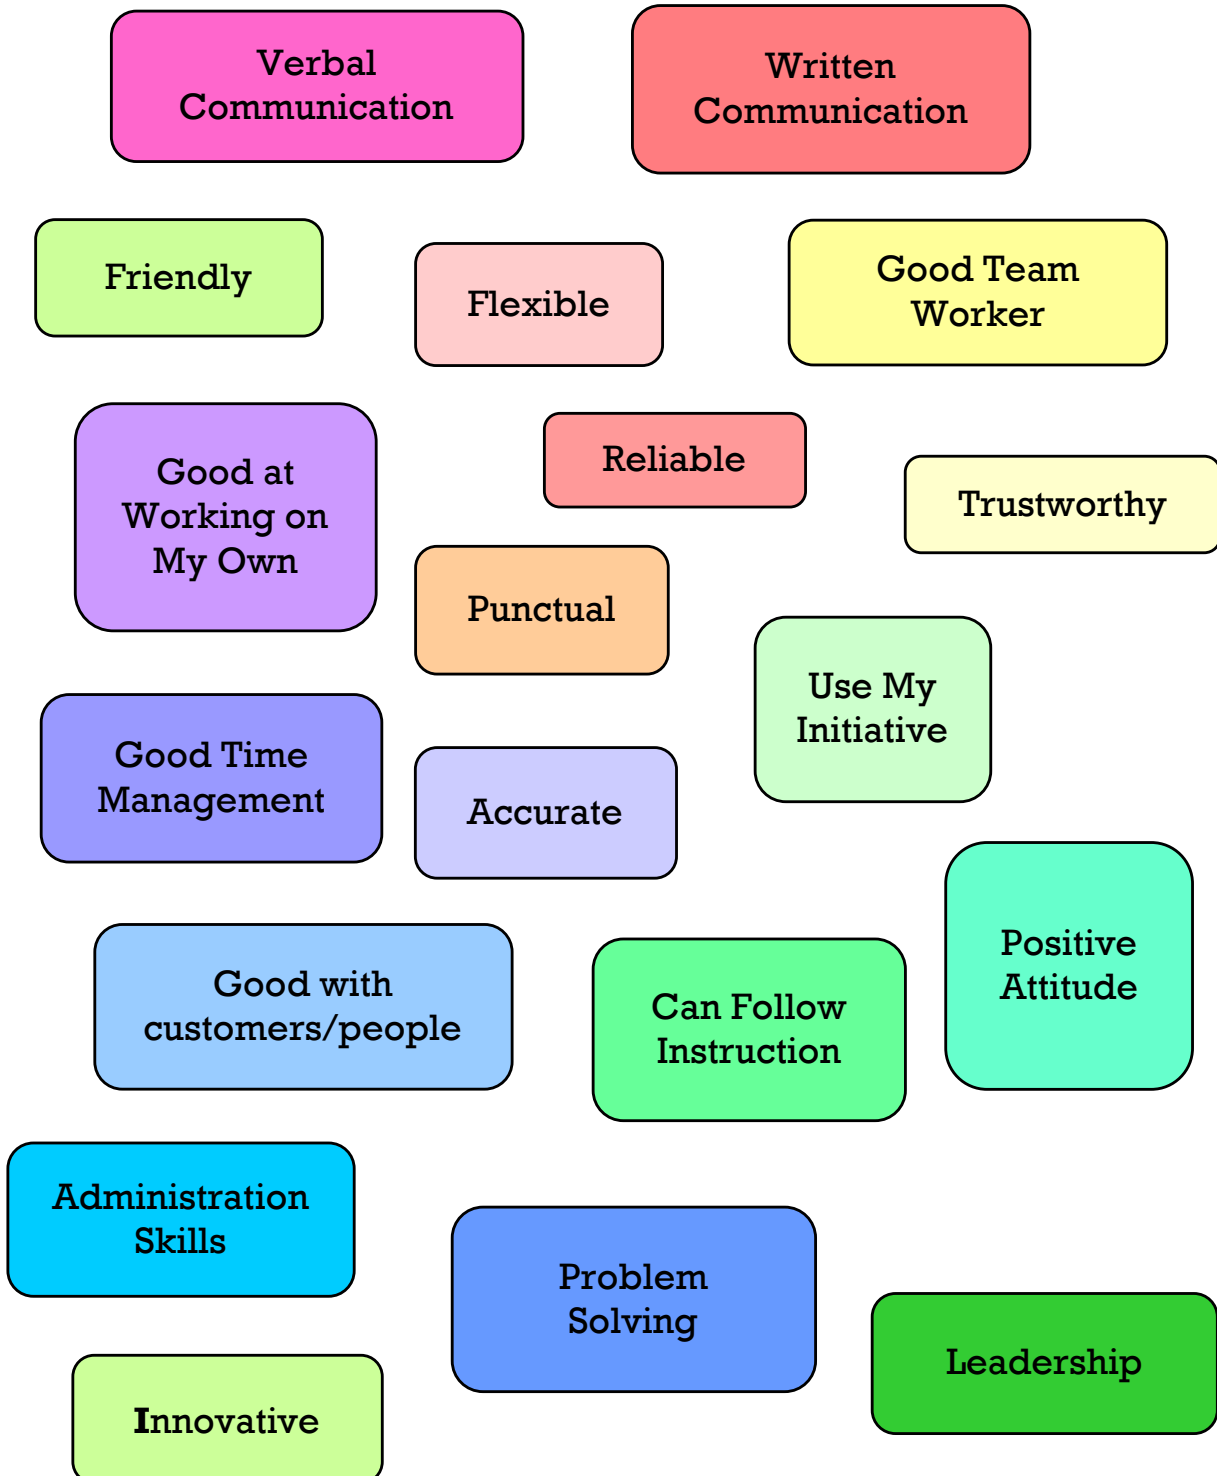 Verbal
Communication
Written
Communication
Friendly
Flexible
Good Team
Worker
Good at
Working on
My Own
Reliable
Trustworthy
Punctual
Use My
Initiative
Good Time
Management
Accurate
Positive
Attitude
Good with
customers/people
Can Follow
Instruction
Administration
Skills
Problem
Solving
Leadership
Innovative